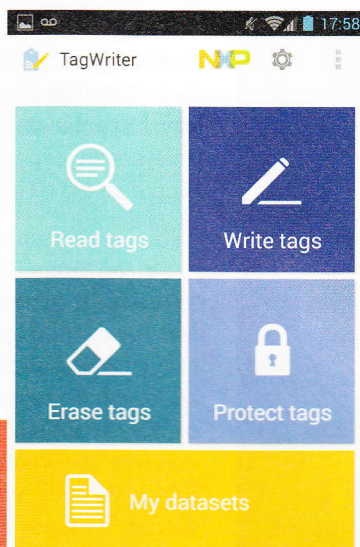 17:58
TagWriter NXP
Read tags
Write tags
Erase tags
Protect tags
My datasets